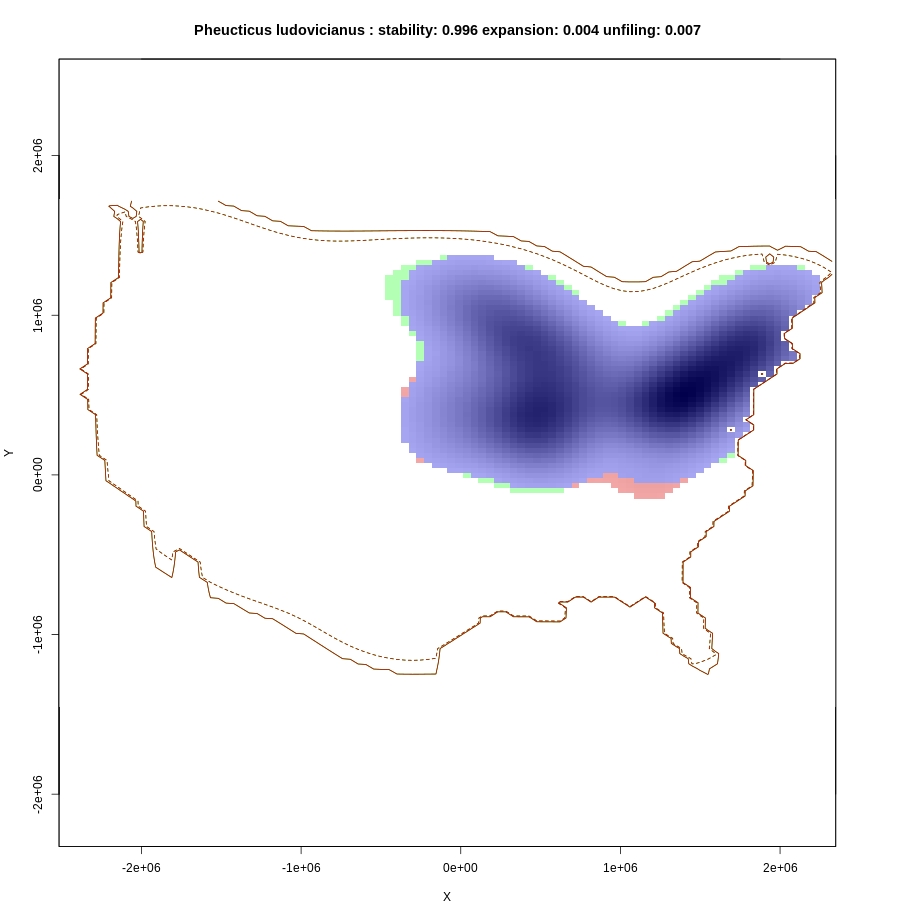 Pheucticus ludovicianus : stability: 0.996 expansion: 0.004 unfiling: 0.007
2e+06
1e+06
0e+00
-1e+06
-2e+06
Y
-2e+06 -1e+06 0e+00 1e+06 2e+06
X